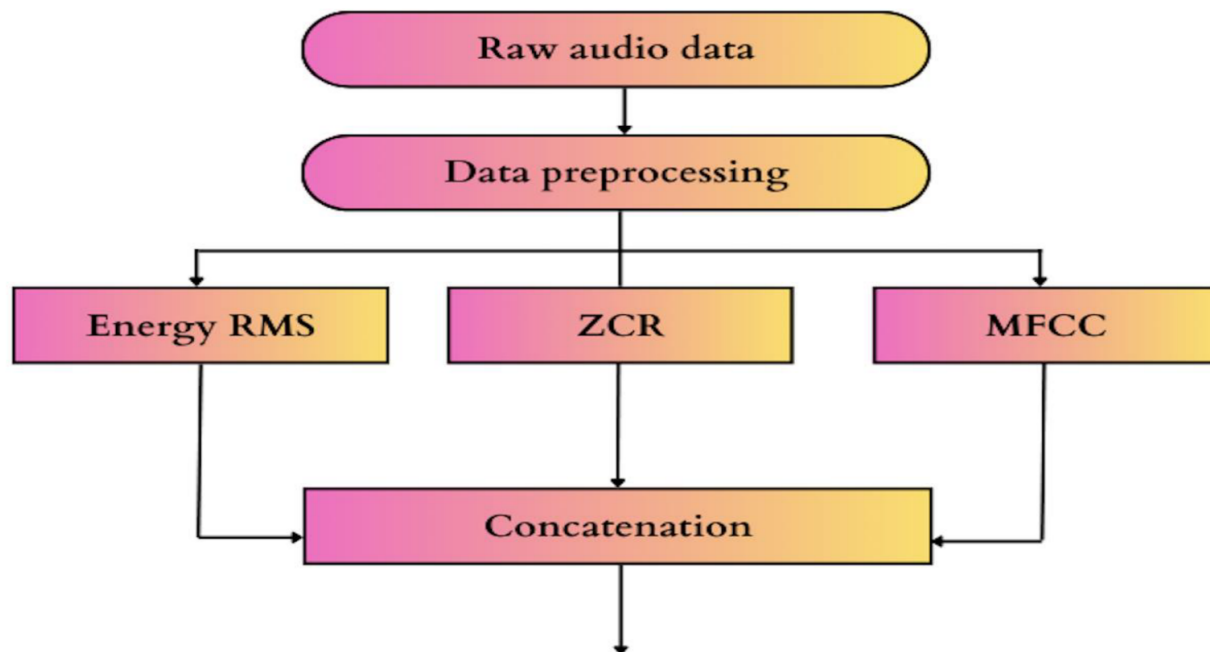 Raw audio data
Data preprocessing
Energy RMS
ZCR
MFCC
Concatenation